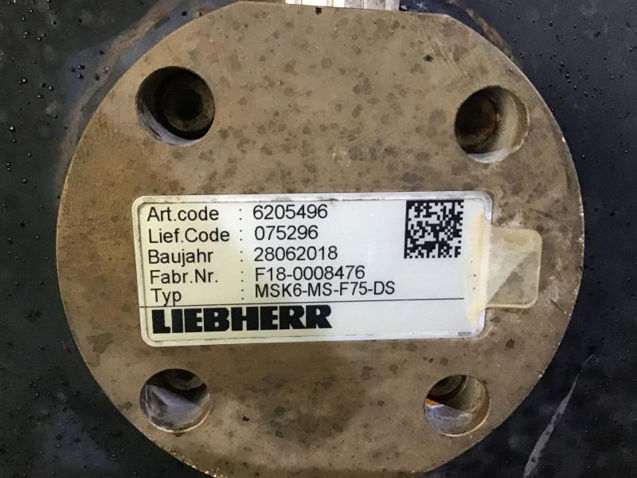 Art.code : 6205496
Lief.Code : 075296
Baujahr : 28062018
Fabr.Nr. : F18-0008476
Typ : MSK6-MS-F75-DS
LIEBHERR